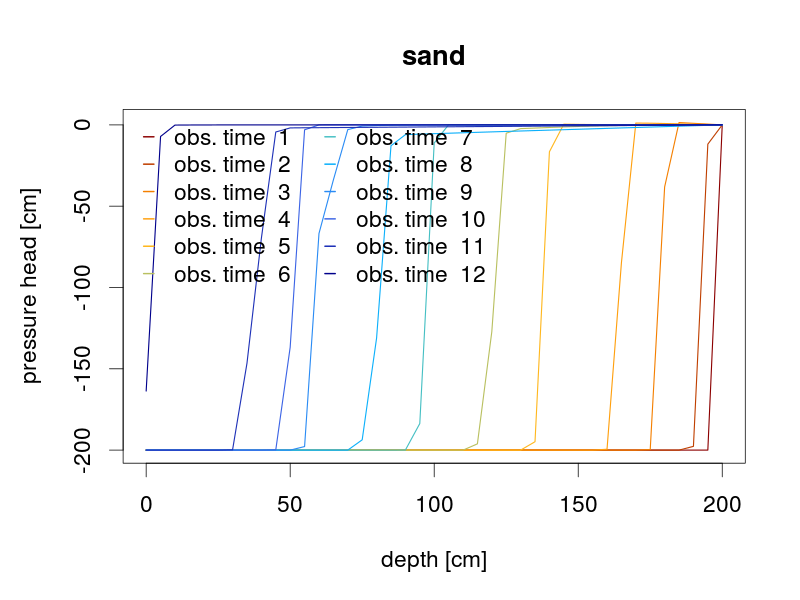 sand
0
-50
-100
-150
-200
pressure head [cm]
obs. time 1
obs. time 2
obs. time 3
obs. time 4
obs. time 5
obs. time 6
obs. time 7
obs. time 8
obs. time 9
obs. time 10
obs. time 11
obs. time 12
0 50 100 150 200
depth [cm]